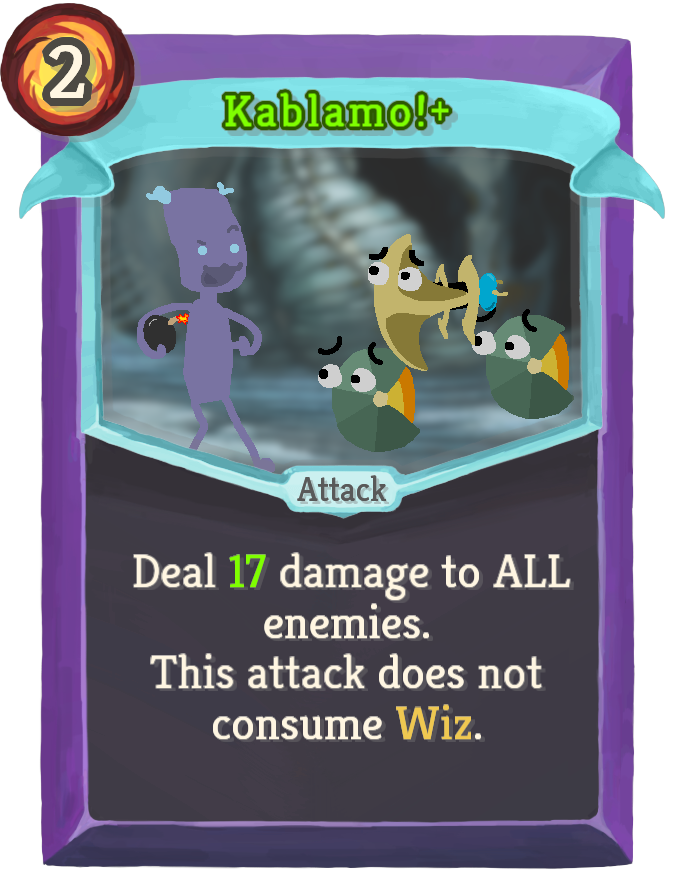 2
Kablamo!+
Attack
Deal 17 damage to ALL
enemies.
This attack does not
consume Wiz.